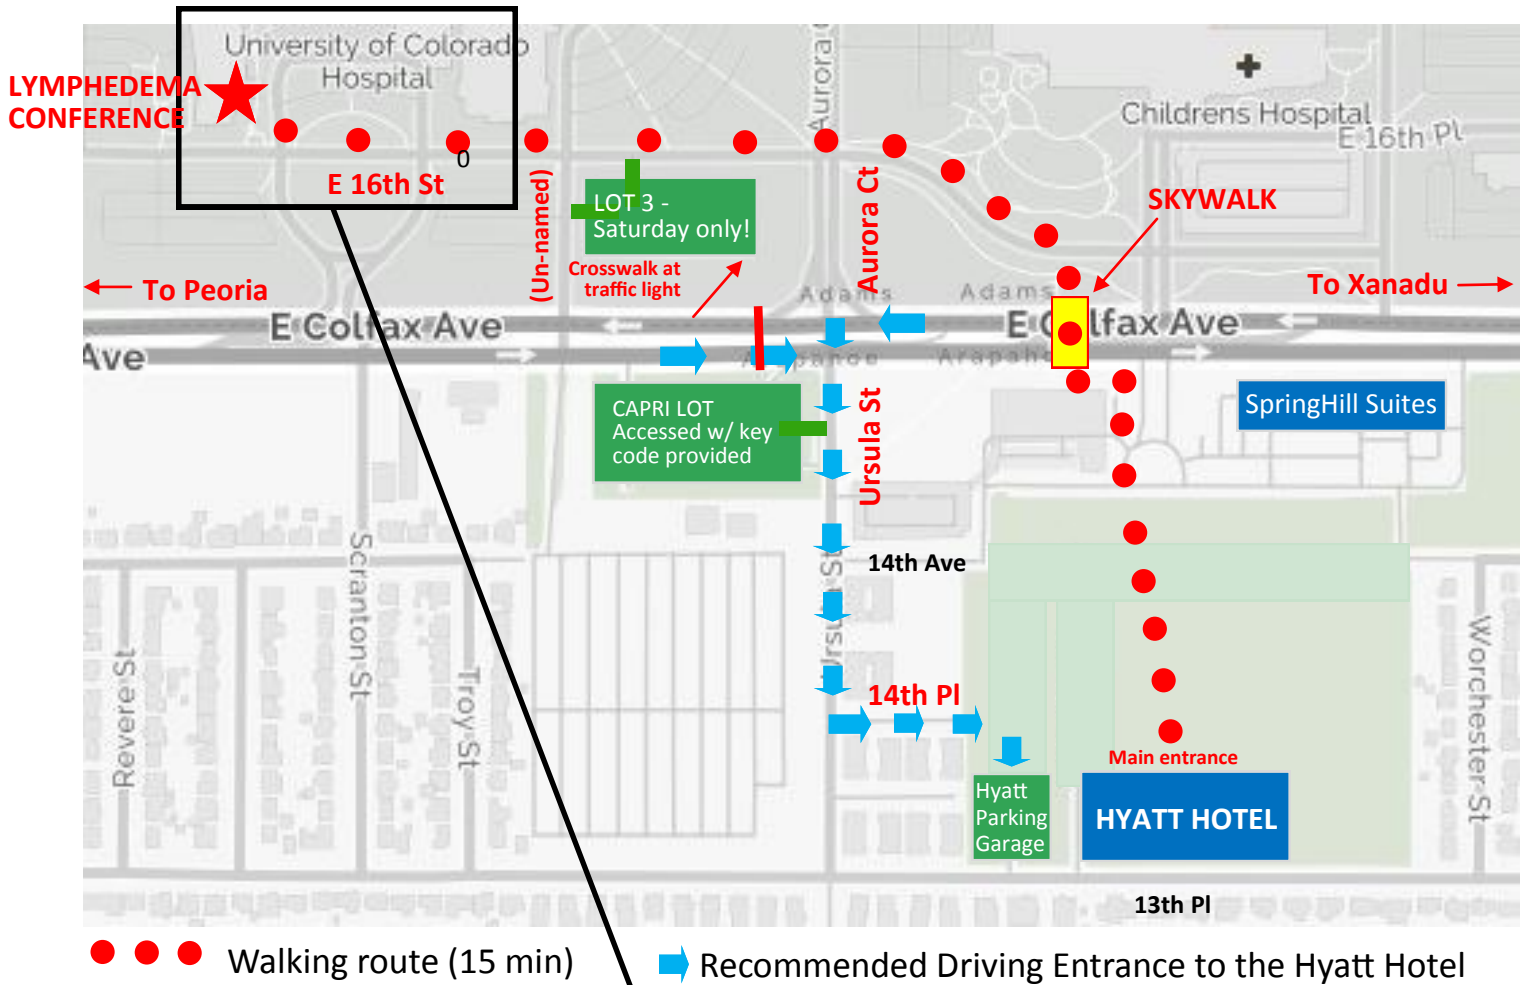 University of Colorado
Hospital
LYMPHEDEMA
CONFERENCE
0
E 16th St
(Un-named)
LOT 3 -
Saturday only!
Crosswalk at
traffic light
Aurora
Aurora Ct
Childrens Hospital
E 16th Pl
SKYWALK
To Peoria
To Xanadu
Adams
Adams
E Colfax Ave
E Colfax Ave
Ave
Arapahoe
CAPRI LOT
Accessed w/ key
code provided
Ursula St
SpringHill Suites
14th Ave
Ursula St
Scranton St
Troy St
Revere St
Worchester St
14th Pl
Main entrance
Hyatt
Parking
Garage
HYATT HOTEL
13th Pl
Walking route (15 min)
Recommended Driving Entrance to the Hyatt Hotel